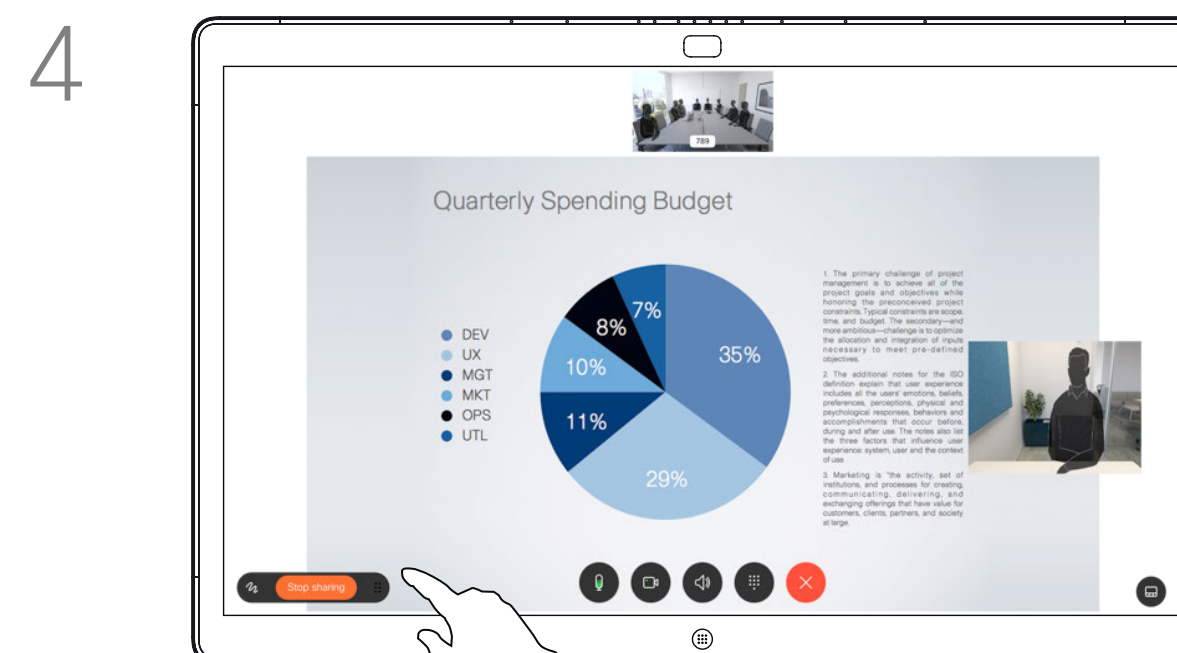 4
789
Quarterly Spending Budget
DEV
UX
MGT
MKT
OPS
UTL
7%
8%
35%
10%
11%
29%
1. The primary challenge of project
management is to achieve all of the
project goals and objectives while
honoring the preconceived project
constraints. Typical constraints are scope,
time, and budget. The secondary—and
more ambitious—challenge is to optimize
the allocation and integration of inputs
necessary to meet pre-defined
objectives.
2. The additional notes for the ISO
definition explain that user experience
includes all the users' emotions, beliefs,
preferences, perceptions, physical and
psychological responses, behaviors and
accomplishments that occur before,
during and after use. The notes also list
the three factors that influence user
experience: system, user and the context
of use.
3. Marketing is "the activity, set of
institutions, and processes for creating,
communicating, delivering, and
exchanging offerings that have value for
customers, clients, partners, and society
at large.
Stop sharing